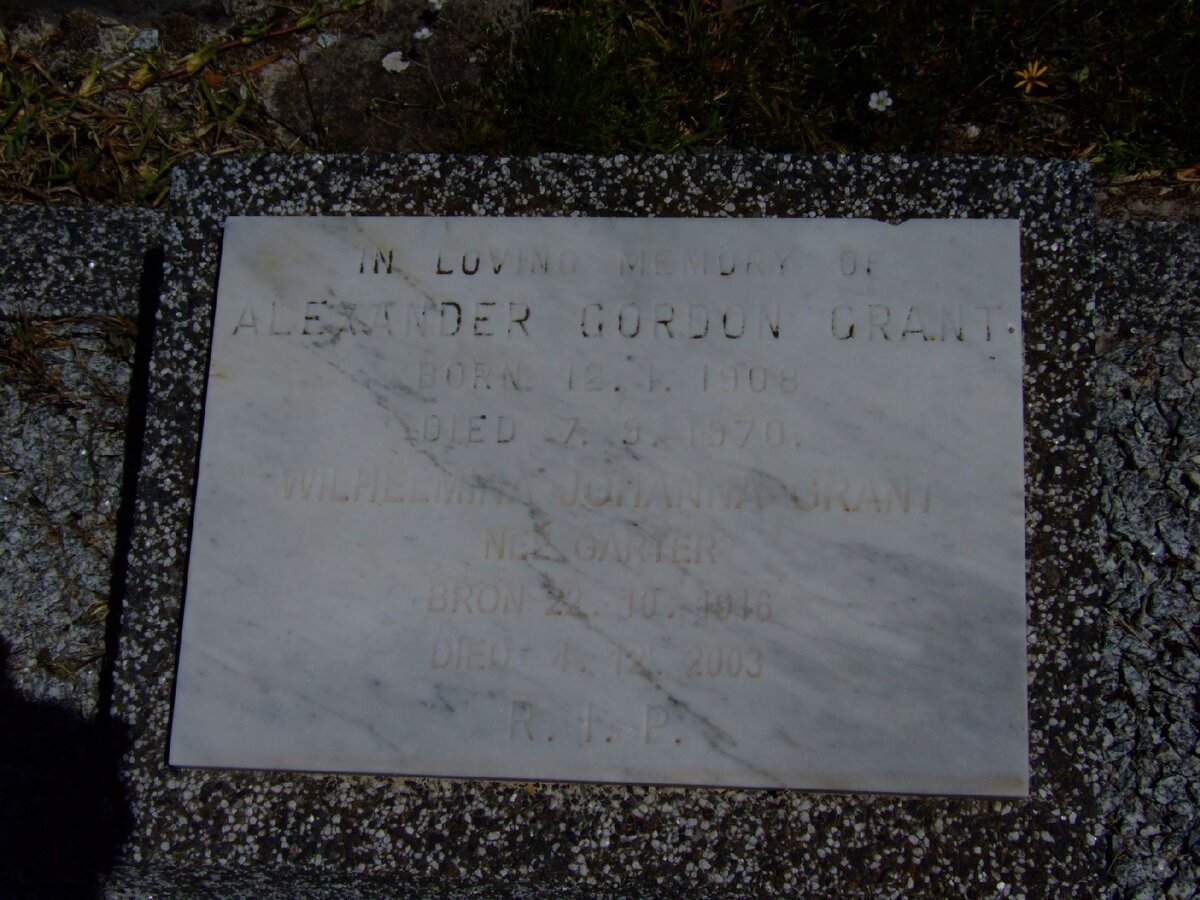 IN LOVING MEMORY OF
ALEXANDER GORDON GRANT
BORN 12. 1. 1908
DIED 7. 9. 1970.
WILHELMINA JOHANNA GRANT
NEE CARTER
BRON 22. 10. 1916
DIED 4. 12. 2003
R. I. P.